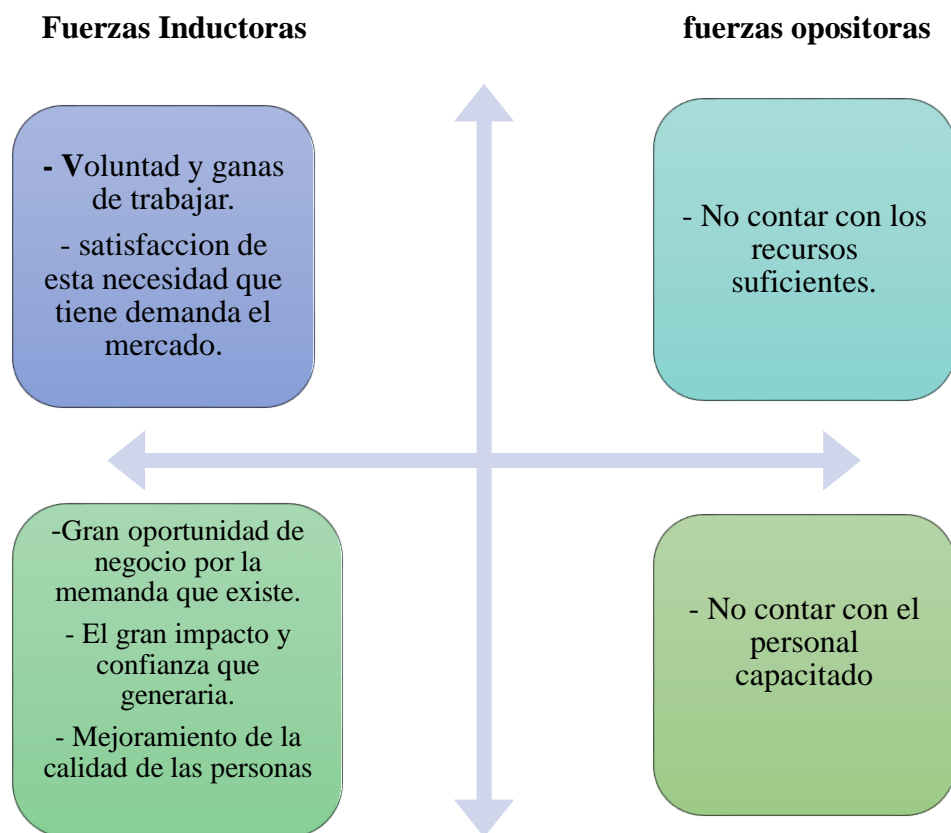 Fuerzas Inductoras
fuerzas opositoras
- Voluntad y ganas
de trabajar.
- satisfaccion de
esta necesidad que
tiene demanda el
mercado.
- No contar con los
recursos
suficientes.
-Gran oportunidad de
negocio por la
memanda que existe.
- El gran impacto y
confianza que
generaria.
- Mejoramiento de la
calidad de las personas
- No contar con el
personal
capacitado